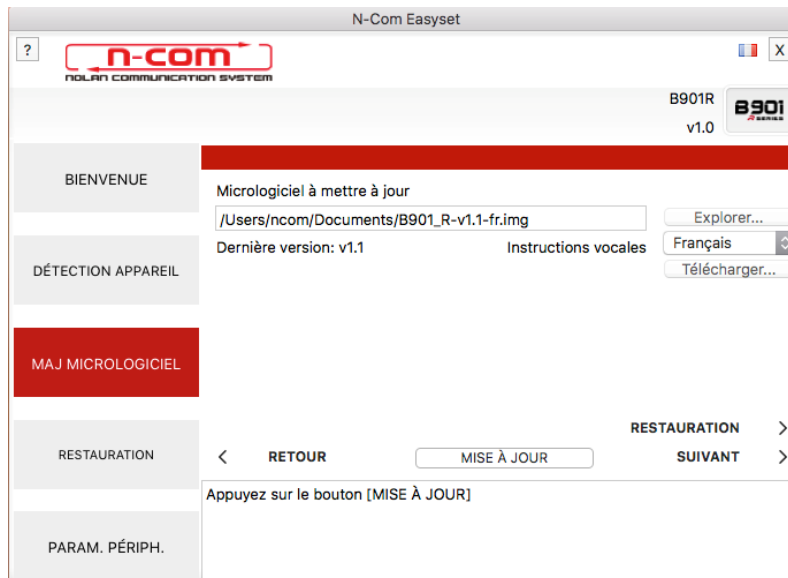 N-Com Easyset
?
n-com
NOLAN COMMUNICATION SYSTEM
X
B901R
v1.0
B901
R SERIES
BIENVENUE
DÉTECTION APPAREIL
MAJ MICROLOGICIEL
RESTAURATION
PARAM. PÉRIPH.
Micrologiciel à mettre à jour
/Users/ncom/Documents/B901_R-v1.1-fr.img
Explorer...
Dernière version: v1.1
Instructions vocales
Français
Télécharger...
RESTAURATION >
< RETOUR
MISE À JOUR
SUIVANT >
Appuyez sur le bouton [MISE À JOUR]